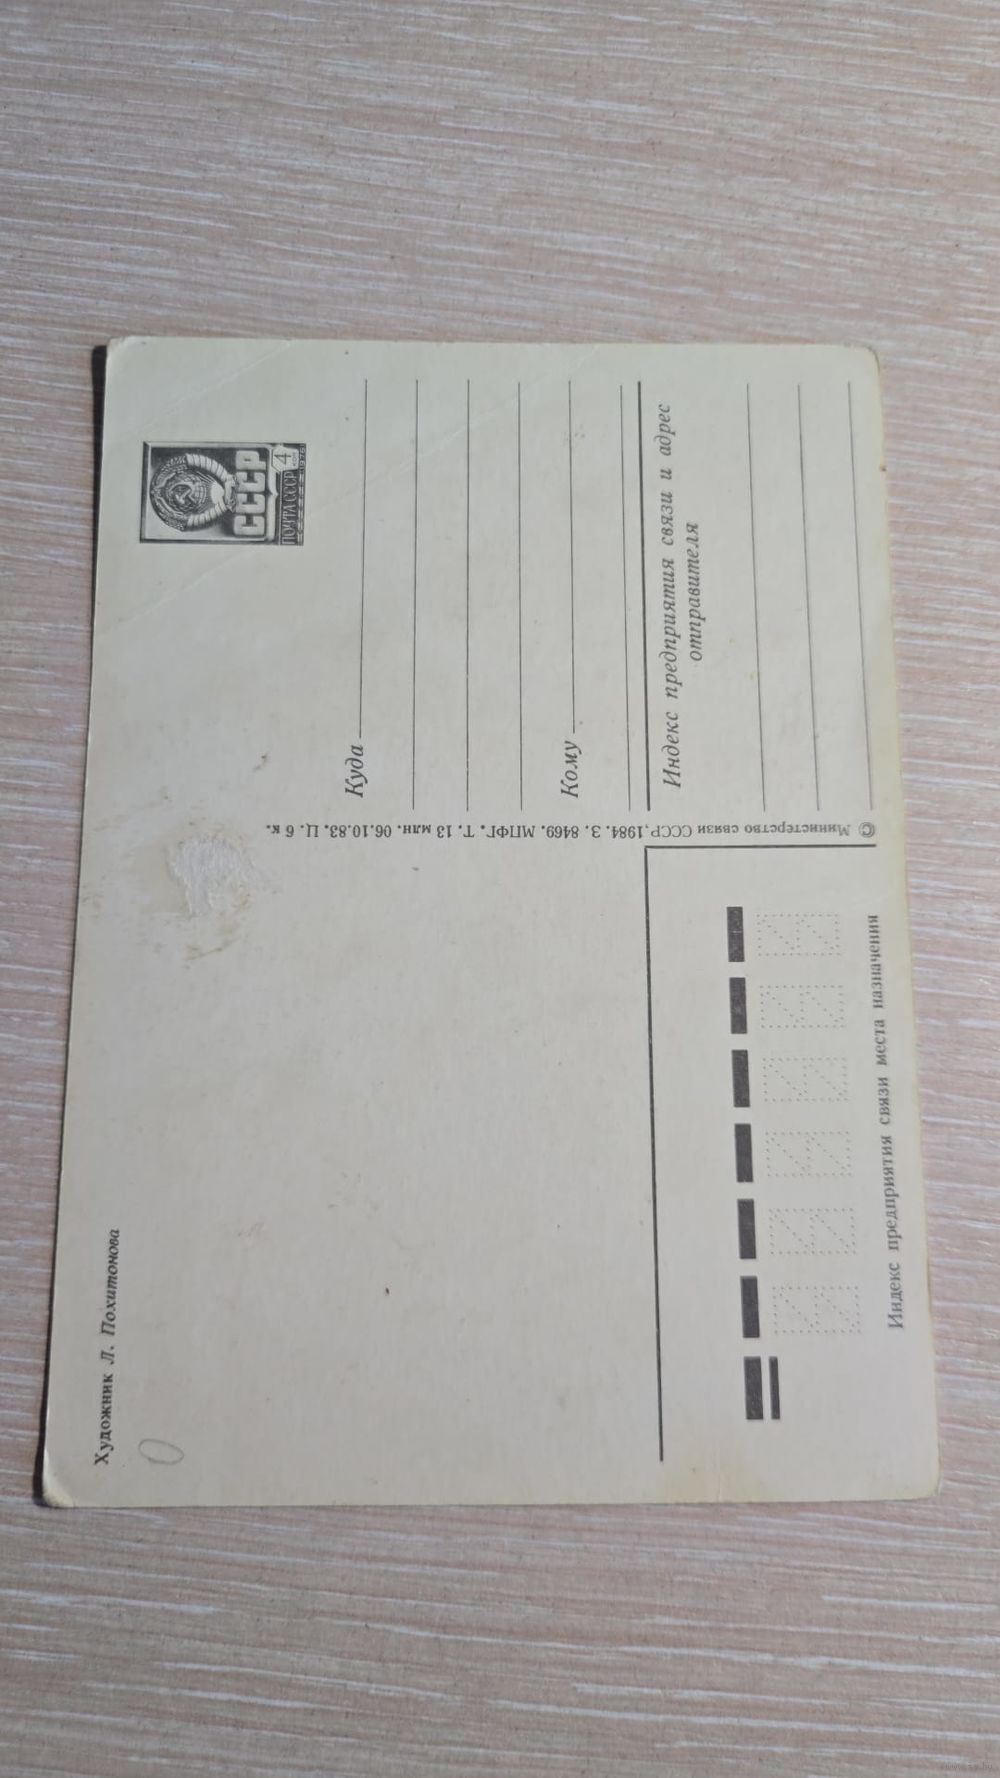 Художник Л. Похитонова
СССР
ПОЧТА СССР
4
1976
Куда
Кому
Индекс предприятия связи и адрес
отправителя
© Министерство связи СССР, 1984. З. 8469. МПФГ. Т. 13 млн. 06.10.83. Ц. 6 к.
Индекс предприятия связи места назначения